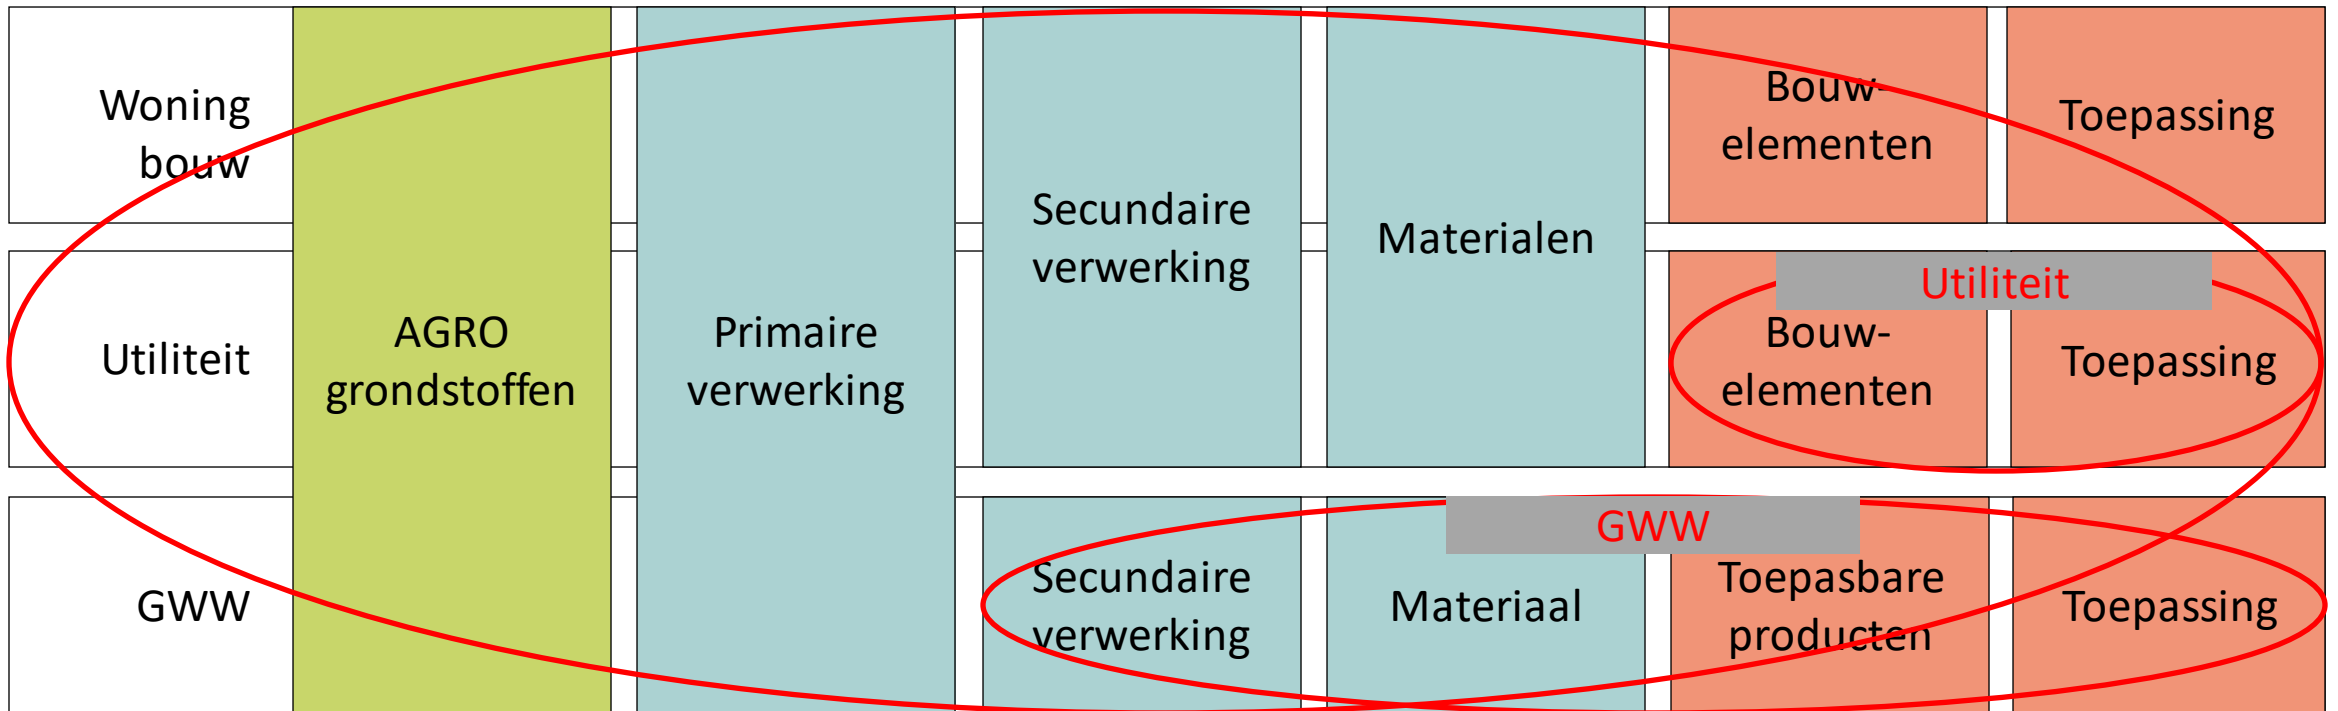 Woning
bouw
Utiliteit
GWW
AGRO
grondstoffen
Primaire
verwerking
Secundaire
verwerking
Materialen
Bouw-
elementen
Toepassing
Utiliteit
Bouw-
elementen
Toepassing
GWW
Secundaire
verwerking
Materiaal
Toepasbare
producten
Toepassing